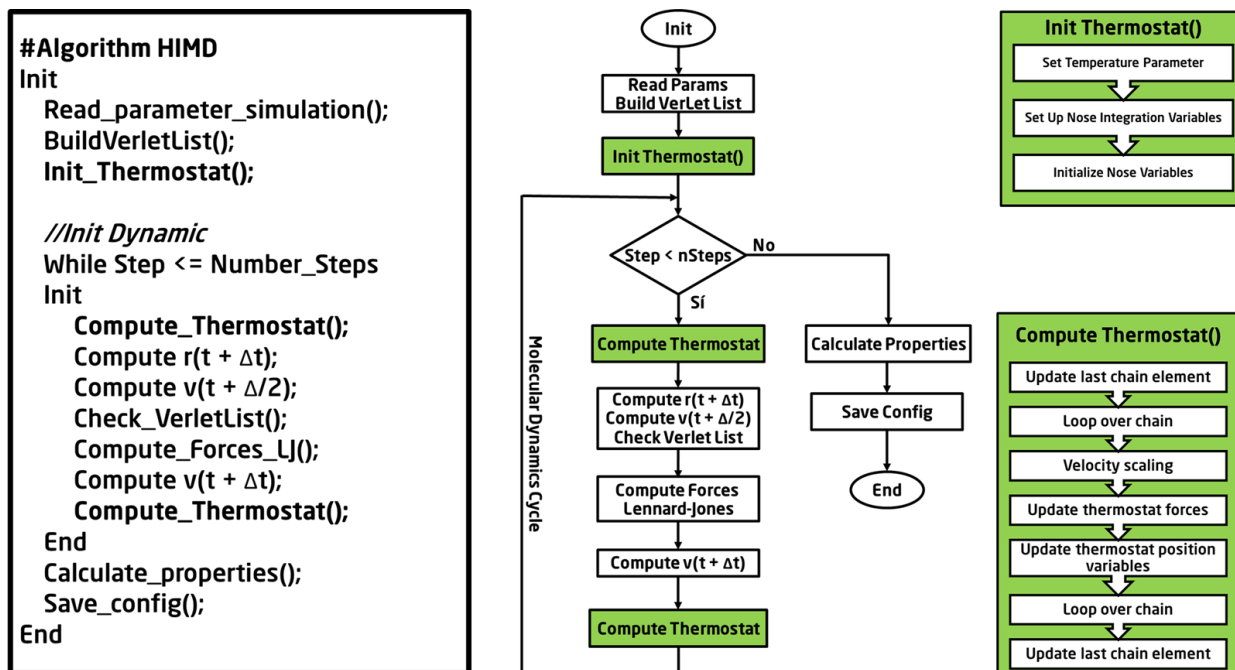 #Algorithm HIMD
Init
Read_parameter_simulation();
BuildVerletList();
Init_Thermostat();
//Init Dynamic
While Step <= Number_Steps
Init
Compute_Thermostat();
Compute r(t + Δt);
Compute v(t + Δ/2);
Check_VerletList();
Compute_Forces_LJ();
Compute v(t + Δt);
Compute_Thermostat();
End
Calculate_properties();
Save_config();
End
Init
Read Params
Build VerLet List
Init Thermostat()
Step < nSteps
No
Sí
Compute Thermostat
Compute r(t + Δt)
Compute v(t + Δ/2)
Check Verlet List
Compute Forces
Lennard-Jones
Compute v(t + Δt)
Compute Thermostat
Molecular Dynamics Cycle
Calculate Properties
Save Config
End
Init Thermostat()
Set Temperature Parameter
Set Up Nose Integration Variables
Initialize Nose Variables
Compute Thermostat()
Update last chain element
Loop over chain
Velocity scaling
Update thermostat forces
Update thermostat position
variables
Loop over chain
Update last chain element